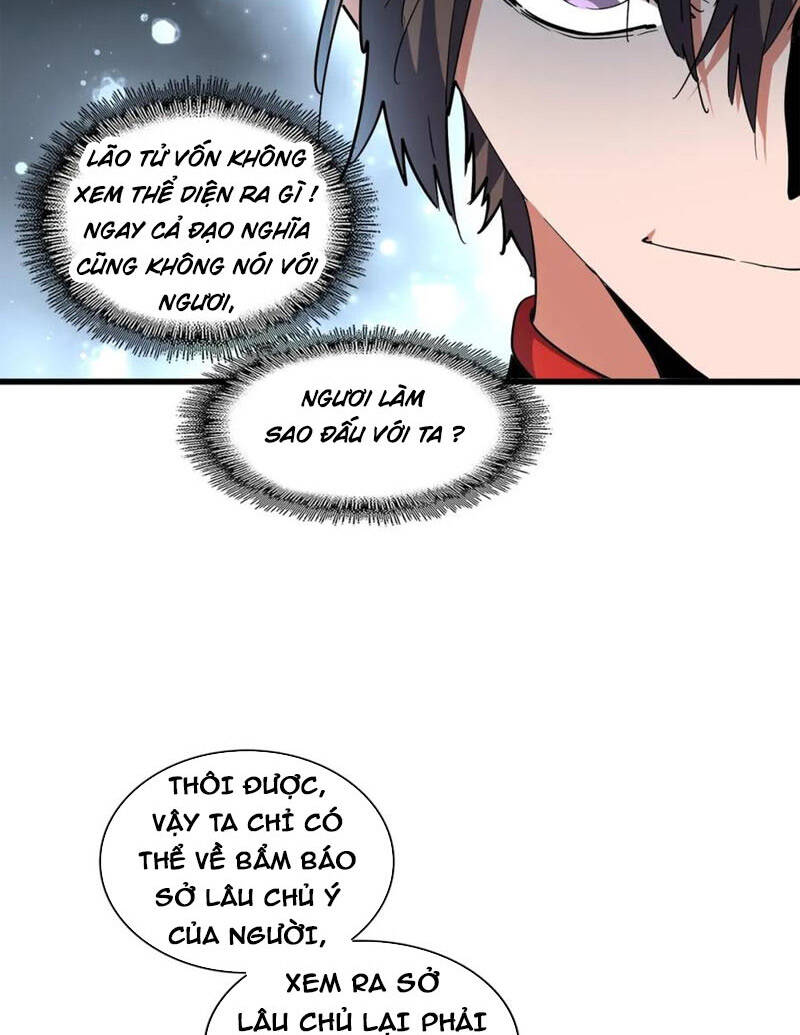 LÃO TỬ VỐN KHÔNG
XEM THỂ DIỆN RA GÌ !
NGAY CẢ ĐẠO NGHĨA
CŨNG KHÔNG NÓI VỚI
NGƯƠI,
NGƯƠI LÀM
SAO ĐẤU VỚI TA ?
THÔI ĐƯỢC,
VẬY TA CHỈ CÓ
THỂ VỀ BẨM BÁO
SỞ LÂU CHỦ Ý
CỦA NGƯỜI,
XEM RA SỞ
LÂU CHỦ LẠI PHẢI